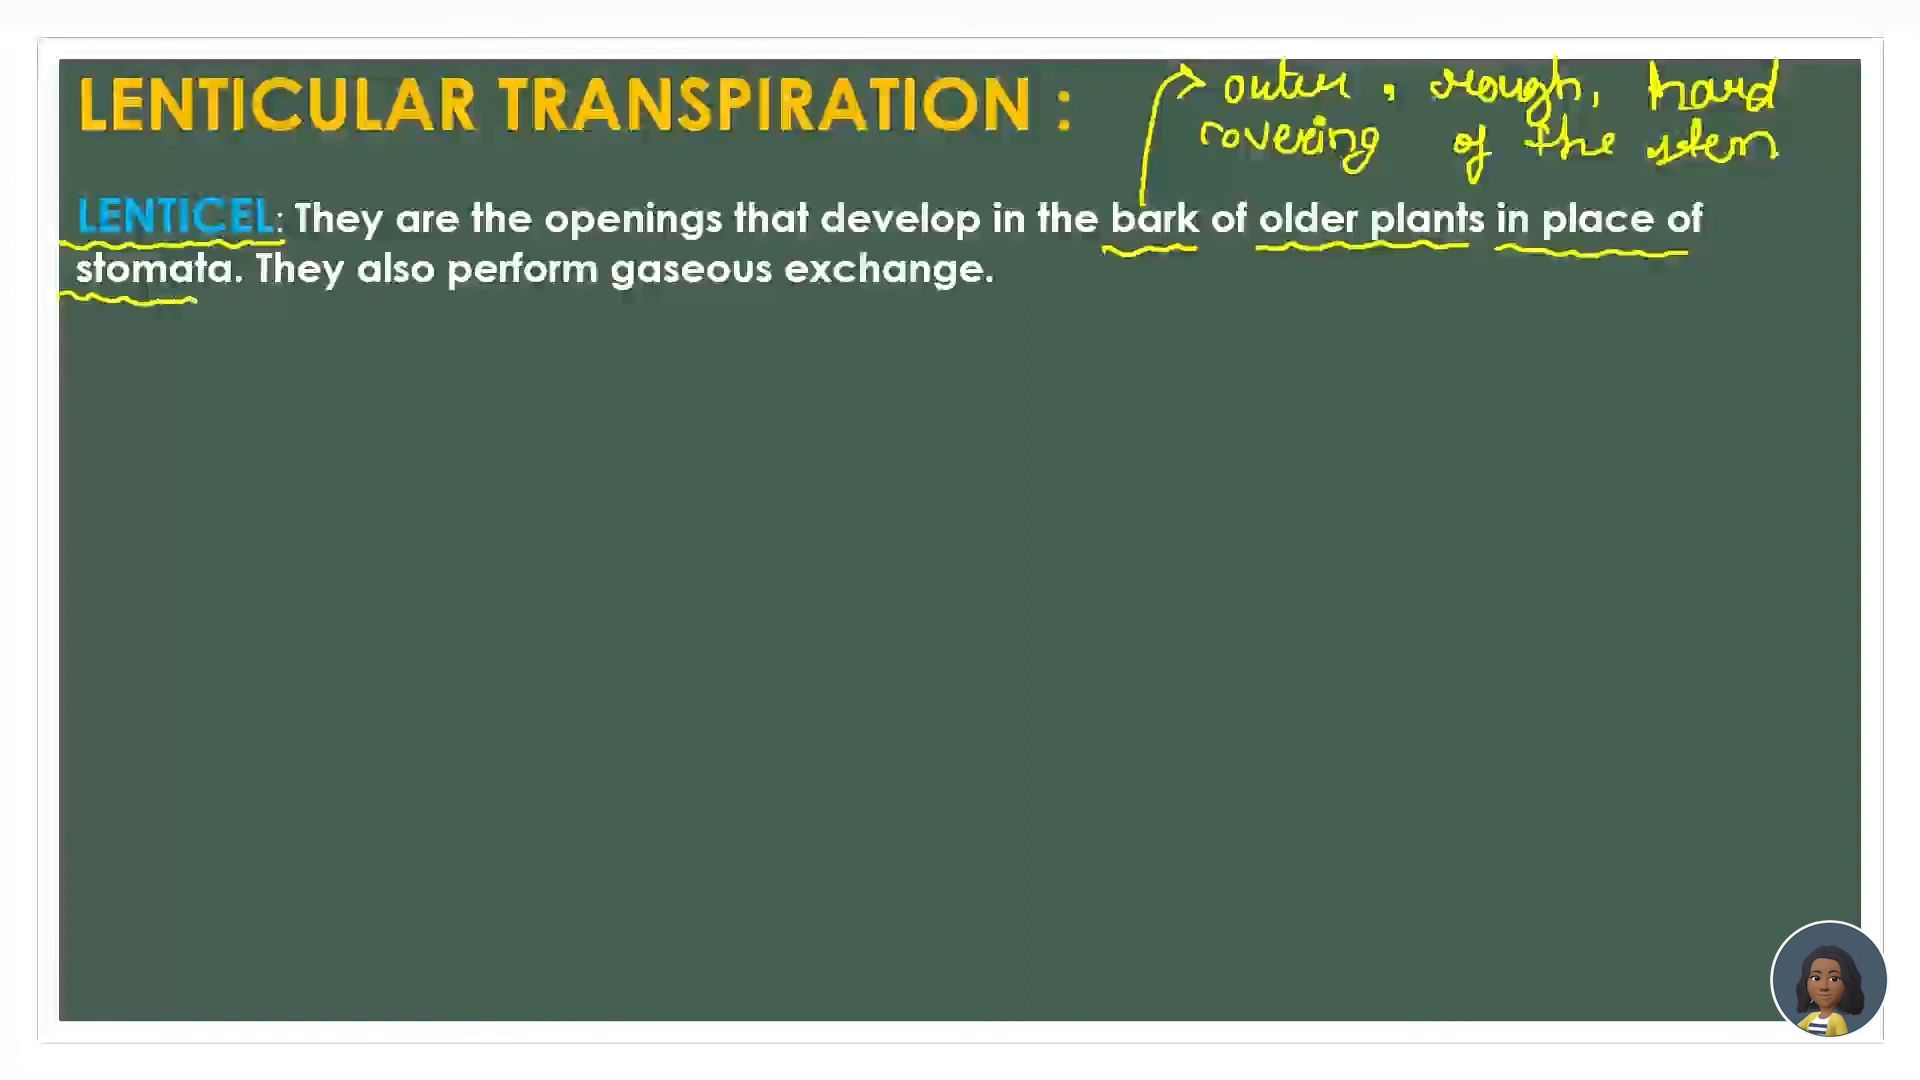 LENTICULAR TRANSPIRATION :
outer, rough, hard
covering of the stem
LENTICEL: They are the openings that develop in the bark of older plants in place of
stomata. They also perform gaseous exchange.